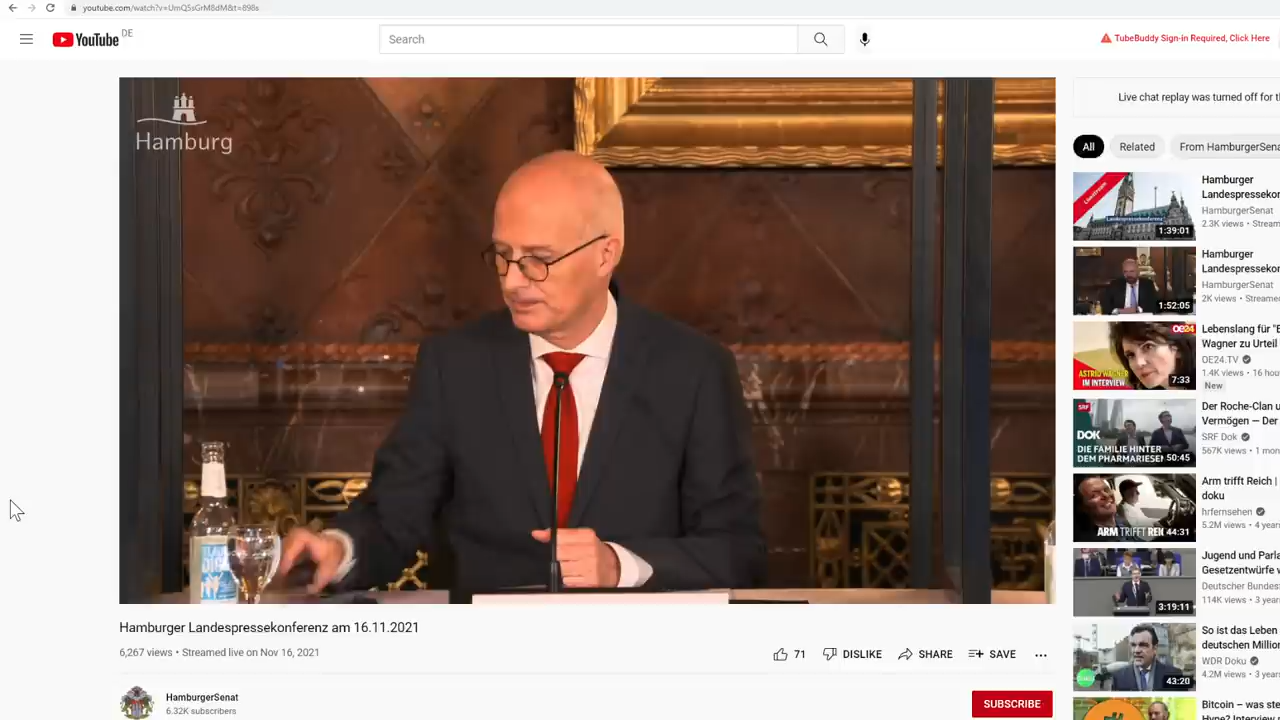 youtube.com/watch?v=UmQ5sGrM8dM&t=898s
YouTube DE
Search
TubeBuddy Sign-in Required, Click Here
Hamburg
Live chat replay was turned off for
All
Related
From HamburgerSena
Hamburger
Landespressekon
HamburgerSenat
2.3K views • Stream
Livestream
Landespressekonferenz
1:39:01
Hamburger
Landespressekon
HamburgerSenat
2K views • Streame
1:52:05
Lebenslang für "B
Wagner zu Urteil
OE24.TV
1.4K views • 16 hou
New
OE24
ASTRID WAGNER
IM INTERVIEW
7:33
Der Roche-Clan u
Vermögen — Der
SRF Dok
567K views • 1 mon
SRF
DOK
DIE FAMILIE HINTER
DEM PHARMARIESEN
50:45
Arm trifft Reich |
doku
hrfernsehen
5.2M views • 4 years
ARM TRIFFT REI
44:31
Jugend und Parla
Gesetzentwürfe v
Deutscher Bundes
114K views • 3 years
3:19:11
So ist das Leben
deutschen Million
WDR Doku
4.2M views • 3 years
43:20
Bitcoin – was ste
Hype? Interview
Hamburger Landespressekonferenz am 16.11.2021
6,267 views • Streamed live on Nov 16, 2021
71
DISLIKE
SHARE
SAVE
HamburgerSenat
6.32K subscribers
SUBSCRIBE